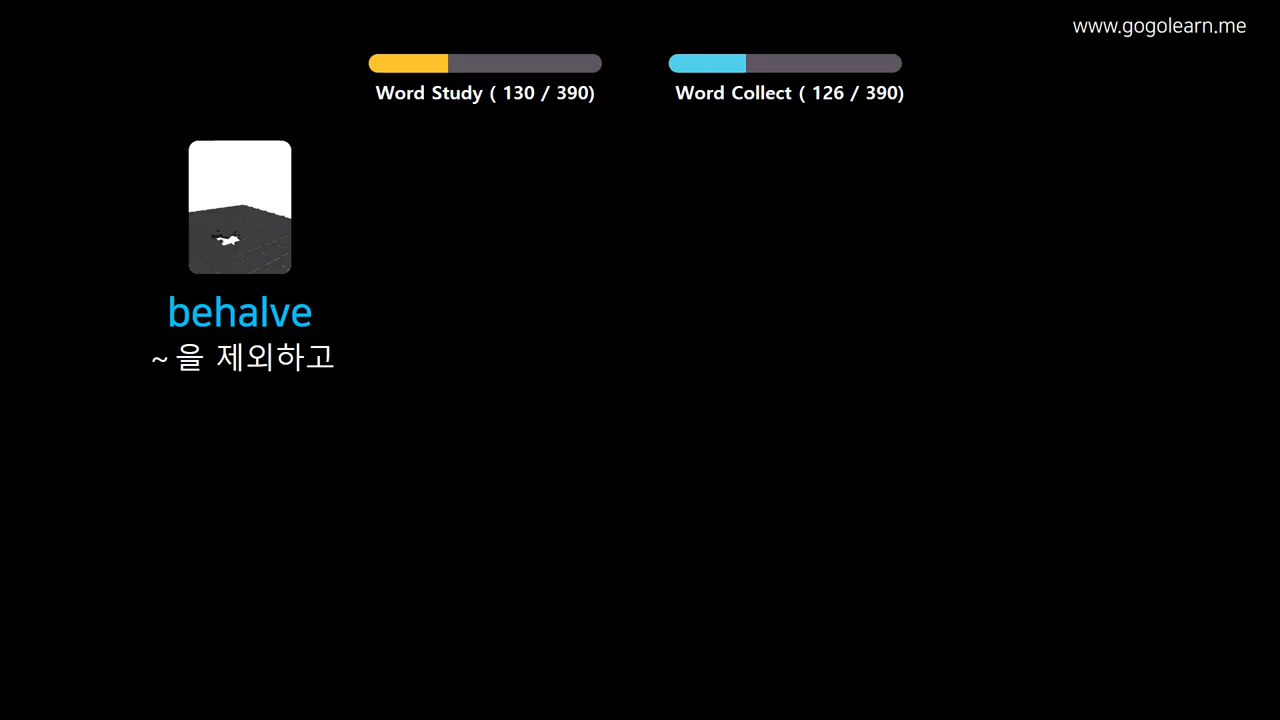 www.gogolearn.me
Word Study ( 130 / 390)
Word Collect ( 126 / 390)
behalve
~ 을 제외하고